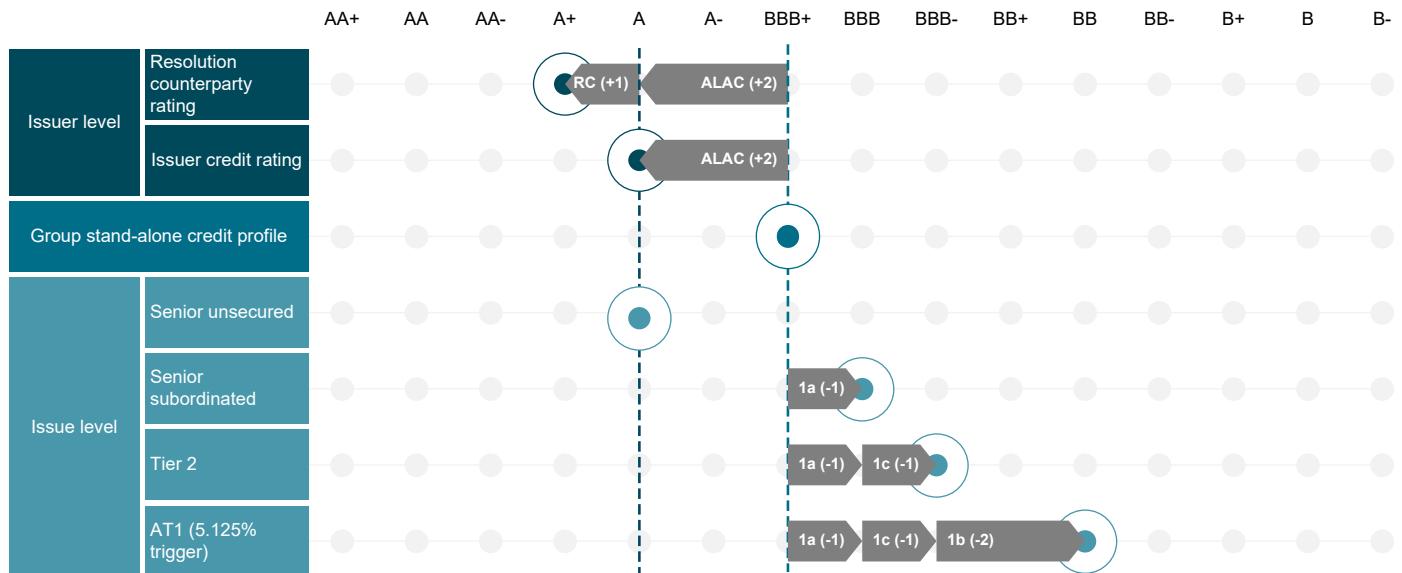 AA+ AA AA- A+ A A- BBB+ BBB BBB- BB+ BB BB- B+ B B-
Issuer level
Resolution
counterparty
rating
RC (+1)
ALAC (+2)
Issuer credit rating
ALAC (+2)
Group stand-alone credit profile
Issue level
Senior unsecured
Senior
subordinated
1a (-1)
Tier 2
1a (-1)
1c (-1)
AT1 (5.125%
trigger)
1a (-1)
1c (-1)
1b (-2)